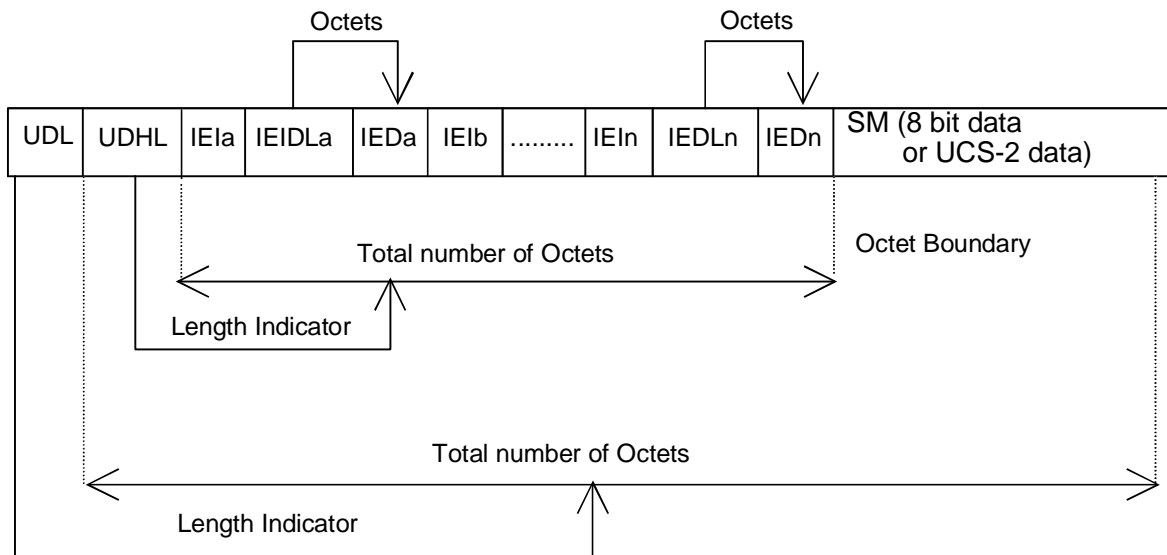 Octets Octets
UDL UDHL IEIa IEIDLa IEDa IEIb ......... IEIn IEDLn IEDn SM (8 bit data
or UCS-2 data)
Total number of Octets Octet Boundary
Length Indicator
Total number of Octets
Length Indicator